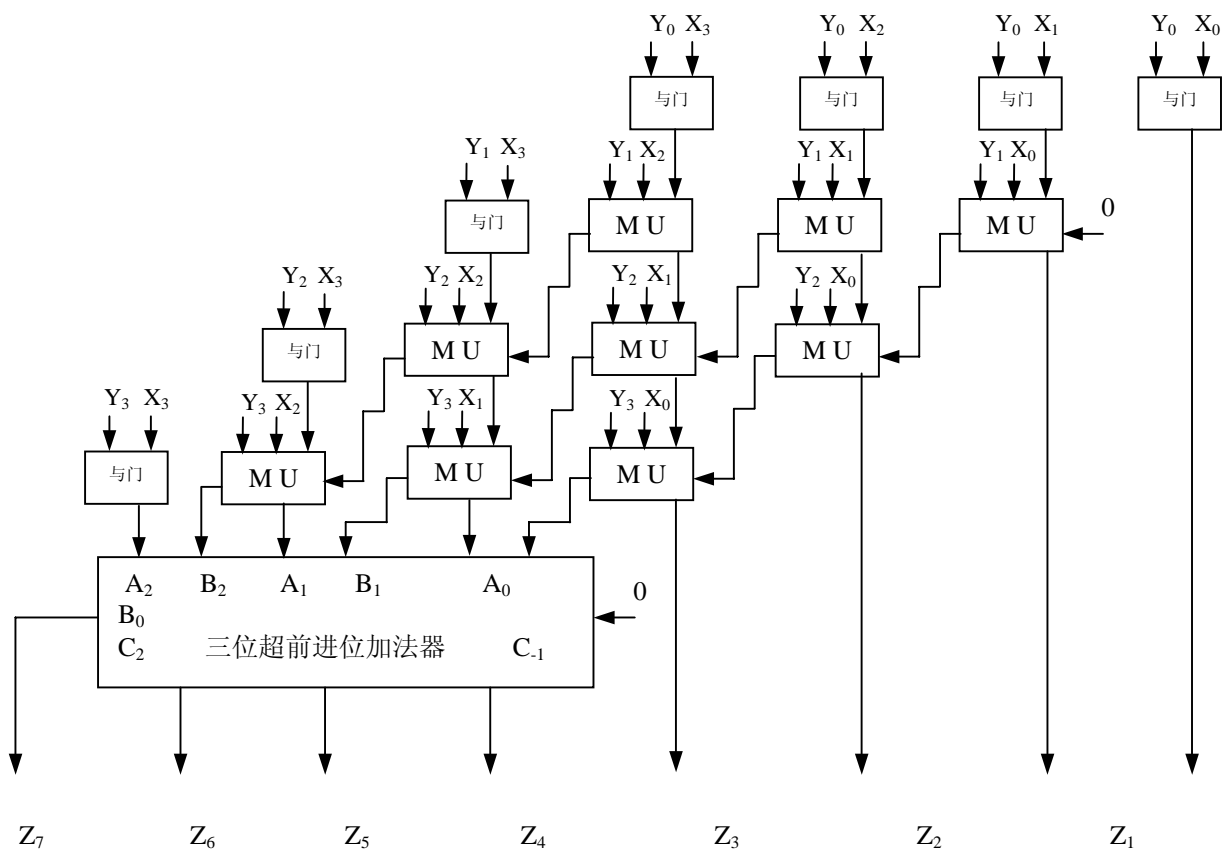 Y₀ X₃ Y₀ X₂ Y₀ X₁ Y₀ X₀
与门 与门 与门 与门
Y₁ X₃ Y₁ X₂ Y₁ X₁ Y₁ X₀
与门 M U M U M U 0
Y₂ X₃ Y₂ X₂ Y₂ X₁ Y₂ X₀
与门 M U M U M U
Y₃ X₃ Y₃ X₂ Y₃ X₁ Y₃ X₀
与门 M U M U M U
A₂ B₂ A₁ B₁ A₀ 0
B₀
C₂ 三位超前进位加法器 C₋₁
Z₇ Z₆ Z₅ Z₄ Z₃ Z₂ Z₁